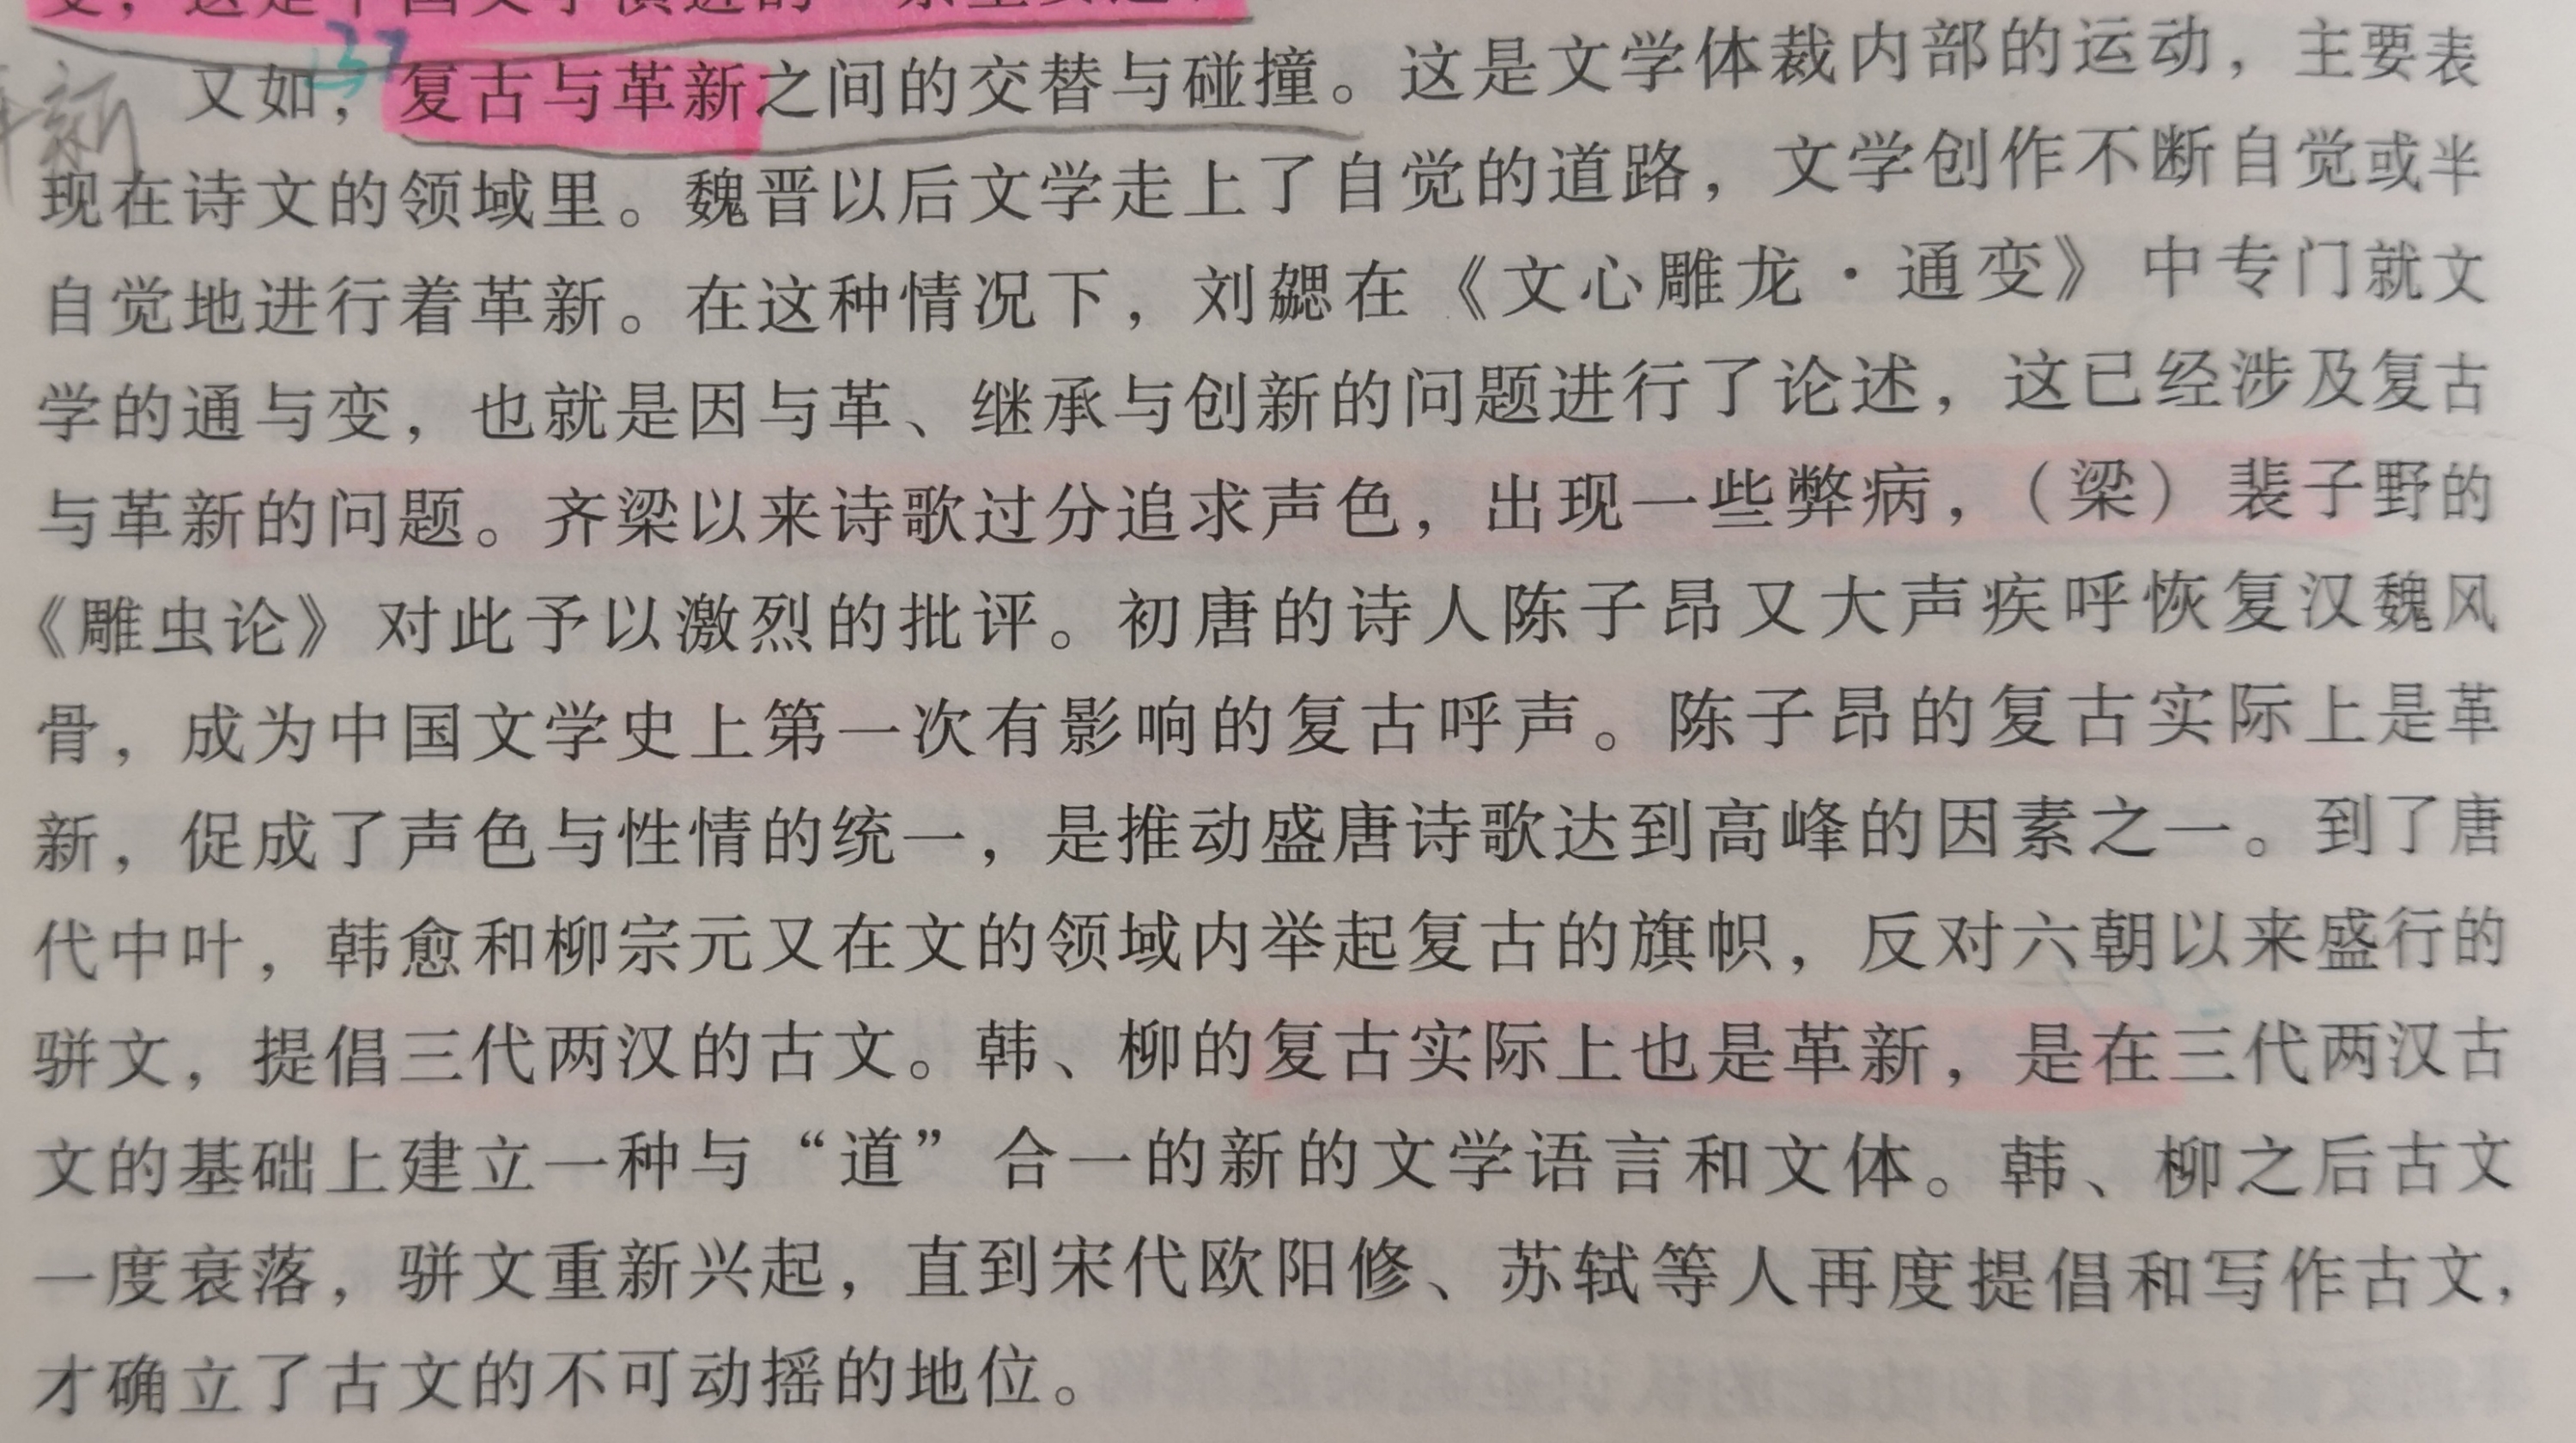 变，这是中国文学演进的一条重要途径。
37
又如，复古与革新之间的交替与碰撞。这是文学体裁内部的运动，主要表
新
现在诗文的领域里。魏晋以后文学走上了自觉的道路，文学创作不断自觉或半
自觉地进行着革新。在这种情况下，刘勰在《文心雕龙·通变》中专门就文
学的通与变，也就是因与革、继承与创新的问题进行了论述，这已经涉及复古
与革新的问题。齐梁以来诗歌过分追求声色，出现一些弊病，（梁）裴子野的
《雕虫论》对此予以激烈的批评。初唐的诗人陈子昂又大声疾呼恢复汉魏风
骨，成为中国文学史上第一次有影响的复古呼声。陈子昂的复古实际上是革
新，促成了声色与性情的统一，是推动盛唐诗歌达到高峰的因素之一。到了唐
代中叶，韩愈和柳宗元又在文的领域内举起复古的旗帜，反对六朝以来盛行的
骈文，提倡三代两汉的古文。韩、柳的复古实际上也是革新，是在三代两汉古
文的基础上建立一种与“道”合一的新的文学语言和文体。韩、柳之后古文
一度衰落，骈文重新兴起，直到宋代欧阳修、苏轼等人再度提倡和写作古文，
才确立了古文的不可动摇的地位。